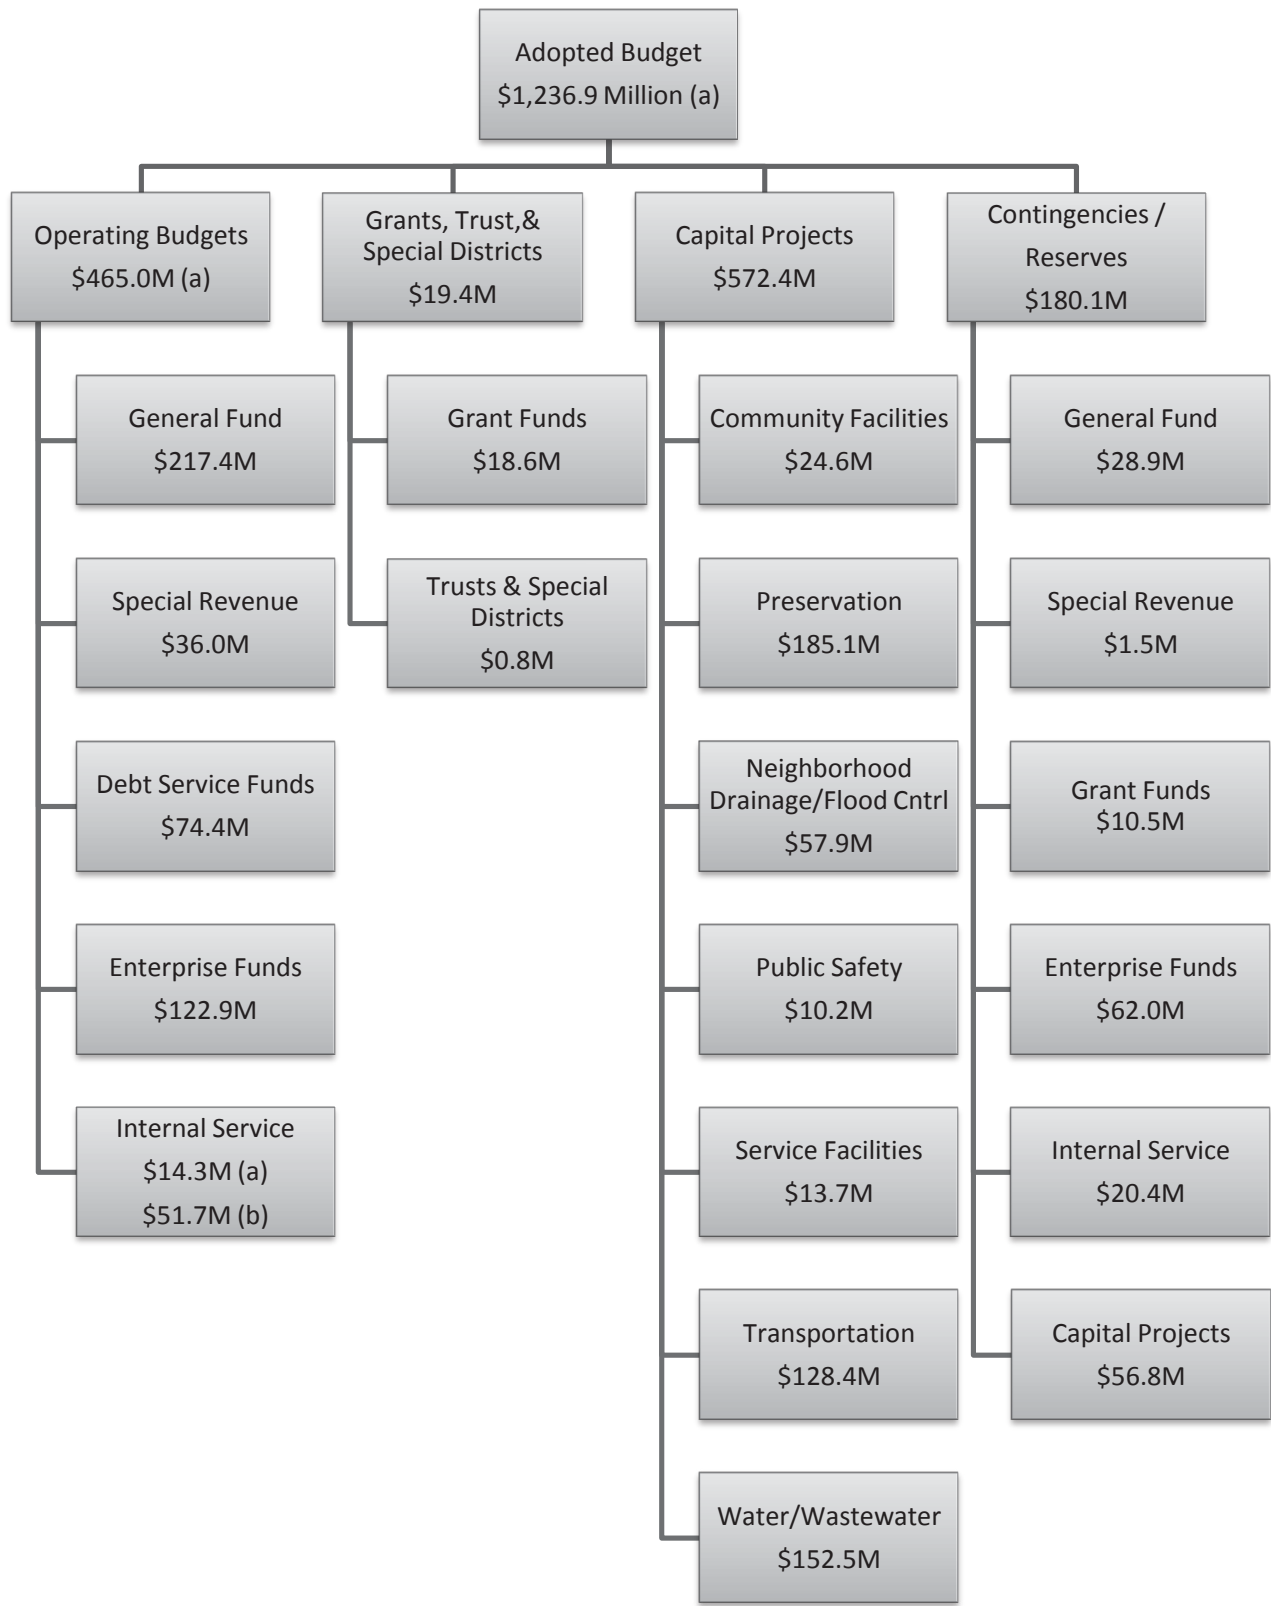 Adopted Budget
$1,236.9 Million (a)
Operating Budgets
$465.0M (a)
Grants, Trust,&
Special Districts
$19.4M
Capital Projects
$572.4M
Contingencies /
Reserves
$180.1M
General Fund
$217.4M
Special Revenue
$36.0M
Debt Service Funds
$74.4M
Enterprise Funds
$122.9M
Internal Service
$14.3M (a)
$51.7M (b)
Grant Funds
$18.6M
Trusts & Special
Districts
$0.8M
Community Facilities
$24.6M
Preservation
$185.1M
Neighborhood
Drainage/Flood Cntrl
$57.9M
Public Safety
$10.2M
Service Facilities
$13.7M
Transportation
$128.4M
Water/Wastewater
$152.5M
General Fund
$28.9M
Special Revenue
$1.5M
Grant Funds
$10.5M
Enterprise Funds
$62.0M
Internal Service
$20.4M
Capital Projects
$56.8M